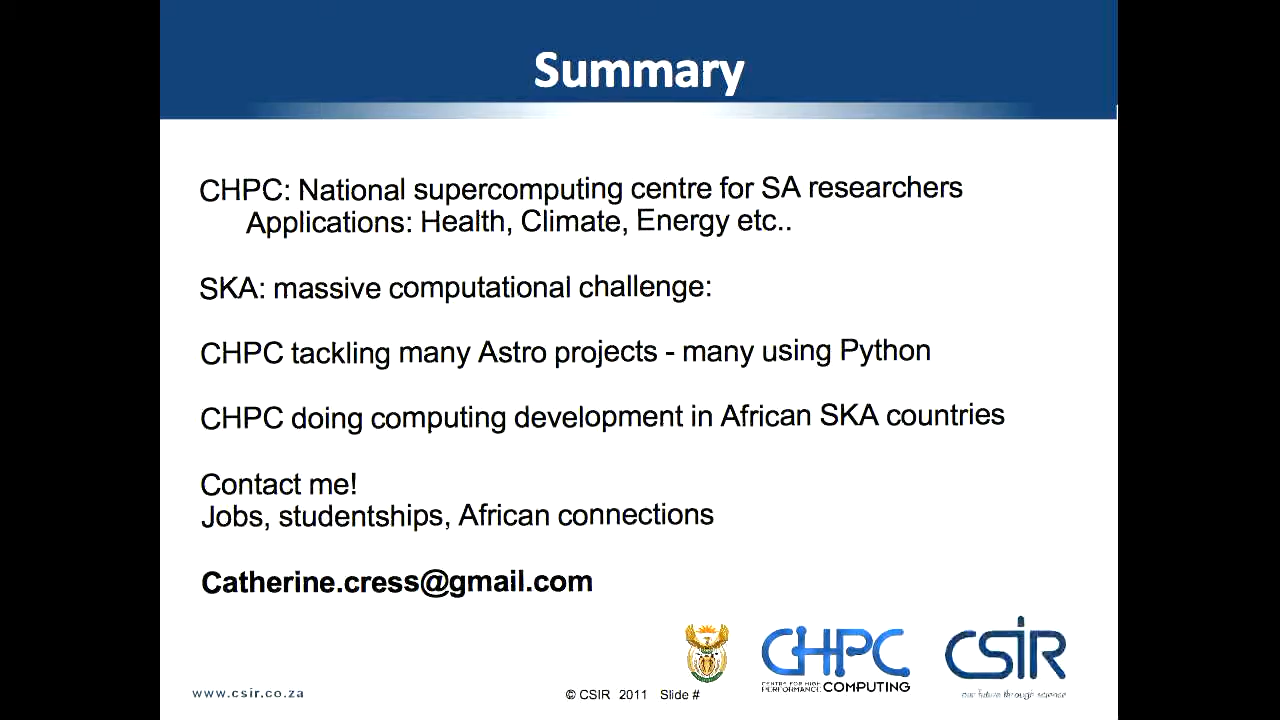 Summary
CHPC: National supercomputing centre for SA researchers
Applications: Health, Climate, Energy etc..
SKA: massive computational challenge:
CHPC tackling many Astro projects - many using Python
CHPC doing computing development in African SKA countries
Contact me!
Jobs, studentships, African connections
Catherine.cress@gmail.com
CHPC
CENTRE FOR HIGH
PERFORMANCE COMPUTING
CSIR
our future through science
www.csir.co.za
© CSIR 2011 Slide #